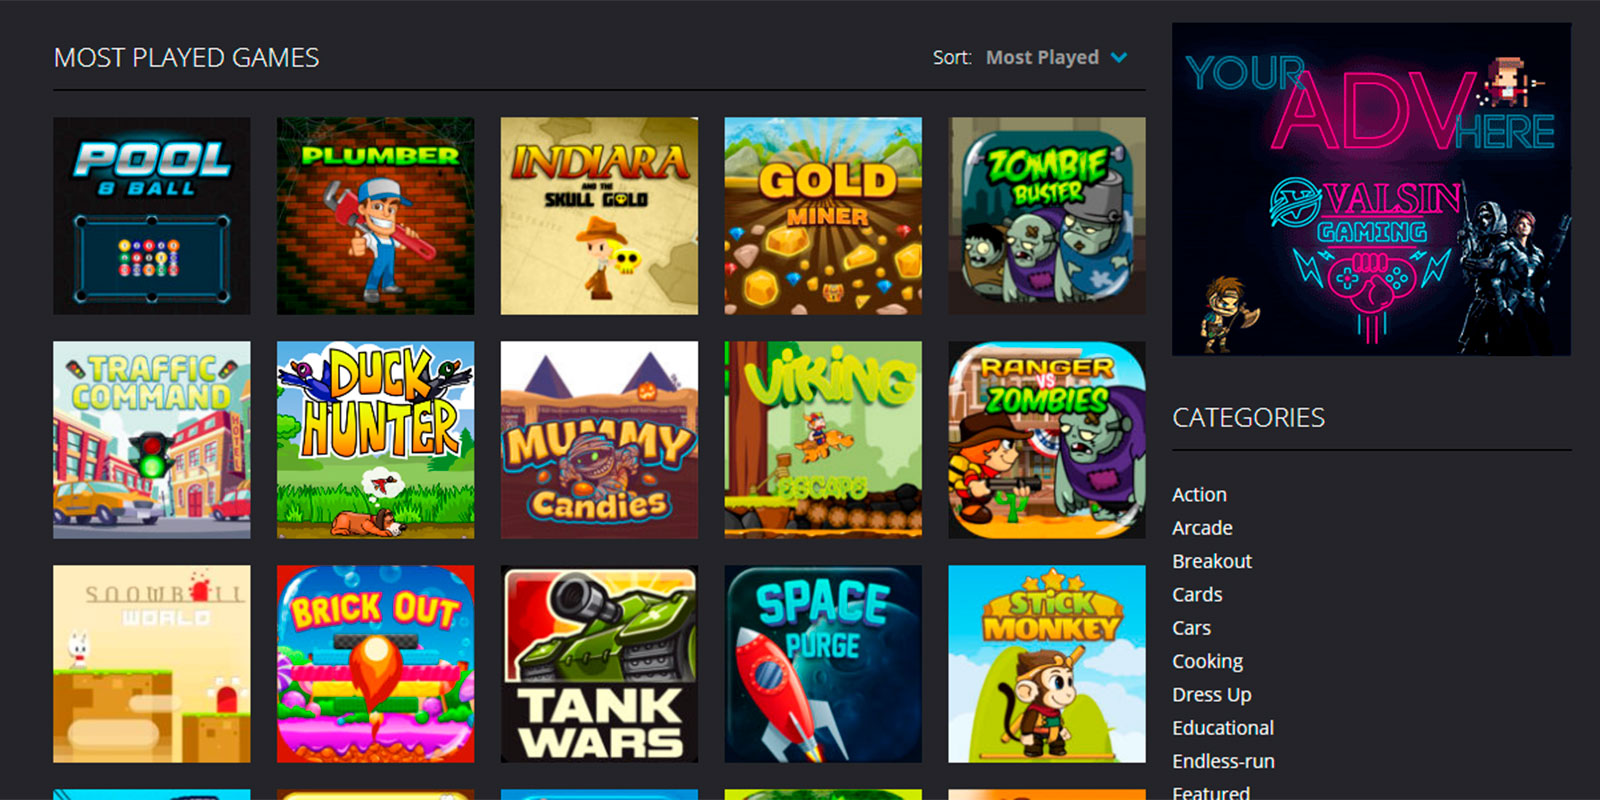 MOST PLAYED GAMES
Sort: Most Played
POOL
8 BALL
PLUMBER
INDIARA
AND THE
SKULL GOLD
GOLD
MINER
ZOMBIE
BUSTER
TRAFFIC
COMMAND
HOTEL
DUCK
HUNTER
MUMMY
Candies
ViKiNG
ESCAPE
RANGER
VS
ZOMBIES
SNOWBALL
WORLD
BRICK OUT
TANK
WARS
SPACE
PURGE
STiCK
MONKEY
YOUR
ADV
HERE
VALSIN
GAMING
CATEGORIES
Action
Arcade
Breakout
Cards
Cars
Cooking
Dress Up
Educational
Endless-run
Featured